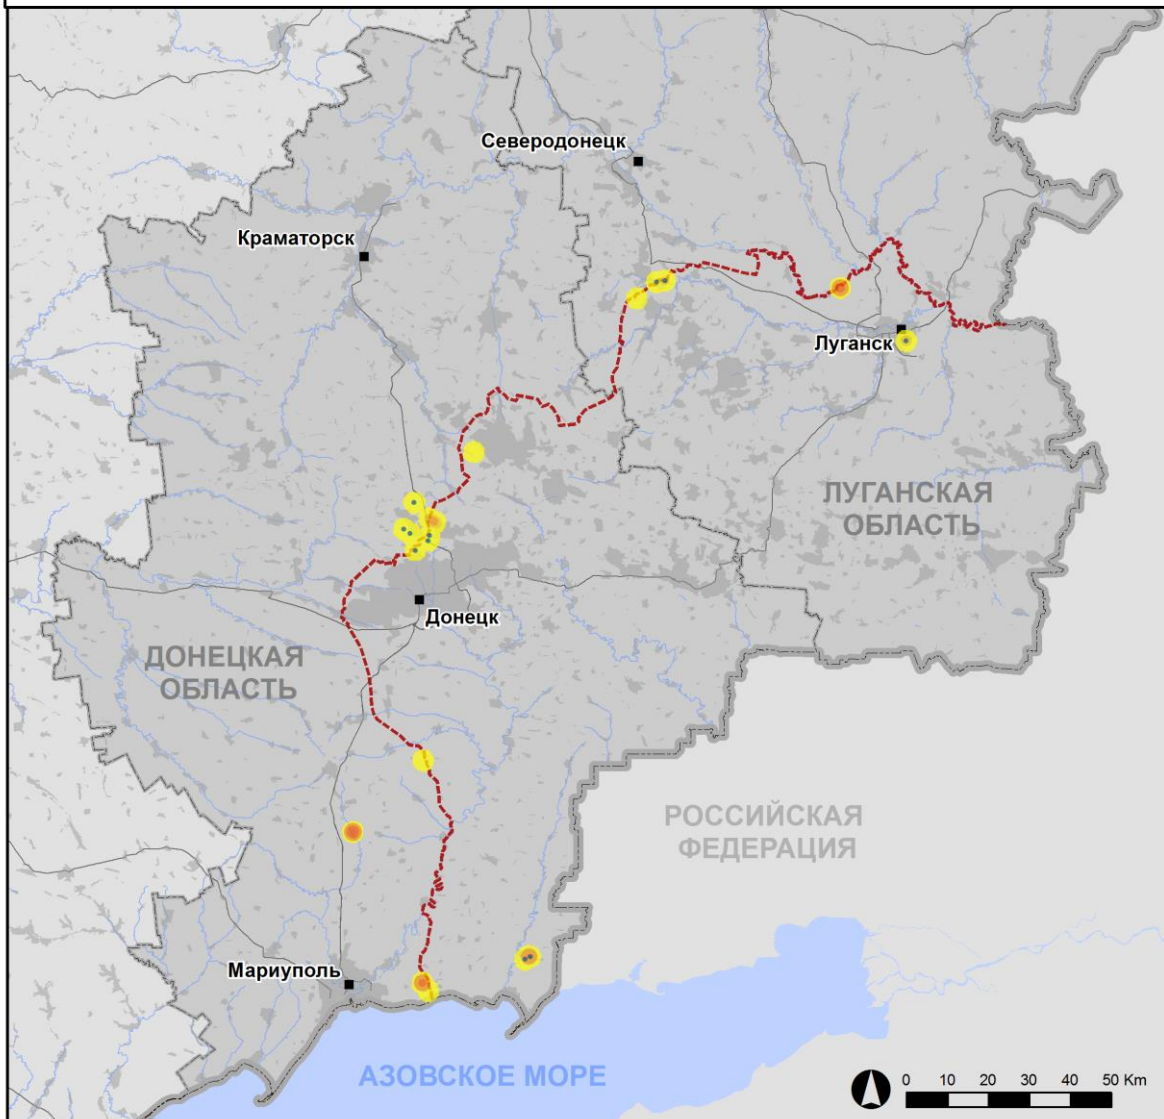 Северодонецк
Краматорск
Луганск
ЛУГАНСКАЯ
ОБЛАСТЬ
Донецк
ДОНЕЦКАЯ
ОБЛАСТЬ
РОССИЙСКАЯ
ФЕДЕРАЦИЯ
Мариуполь
АЗОВСКОЕ МОРЕ
0 10 20 30 40 50 Km